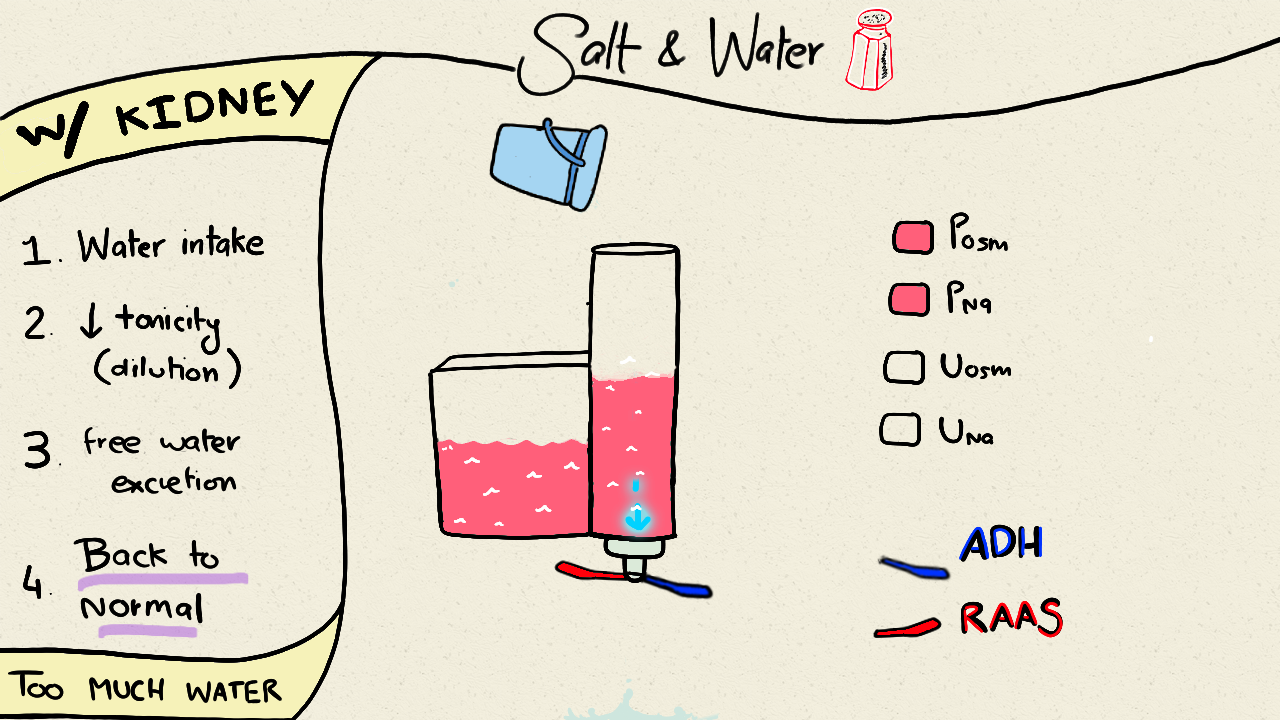 Salt & Water
W/ KIDNEY
1. Water intake
2. ↓ tonicity
(dilution)
3. free water
excretion
4. Back to
Normal
TOO MUCH WATER
Posm
PNa
Uosm
UNa
ADH
RAAS